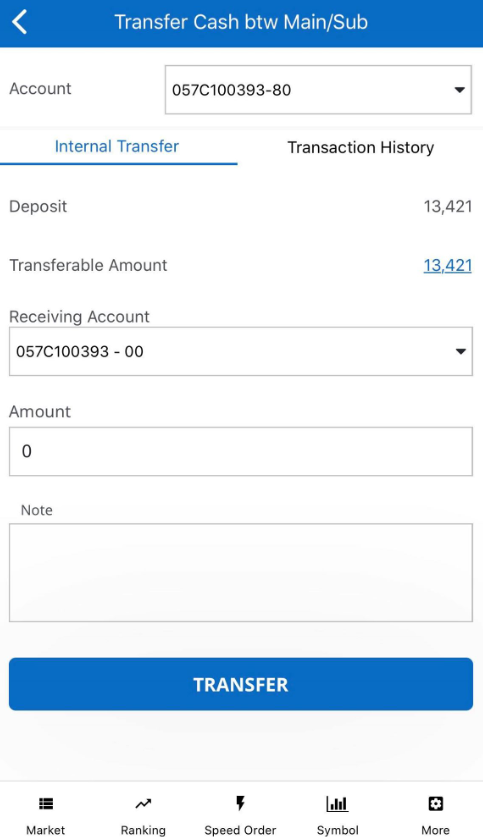 Transfer Cash btw Main/Sub
Account
057C100393-80
Internal Transfer
Transaction History
Deposit
13,421
Transferable Amount
13,421
Receiving Account
057C100393 - 00
Amount
0
Note
TRANSFER
Market
Ranking
Speed Order
Symbol
More